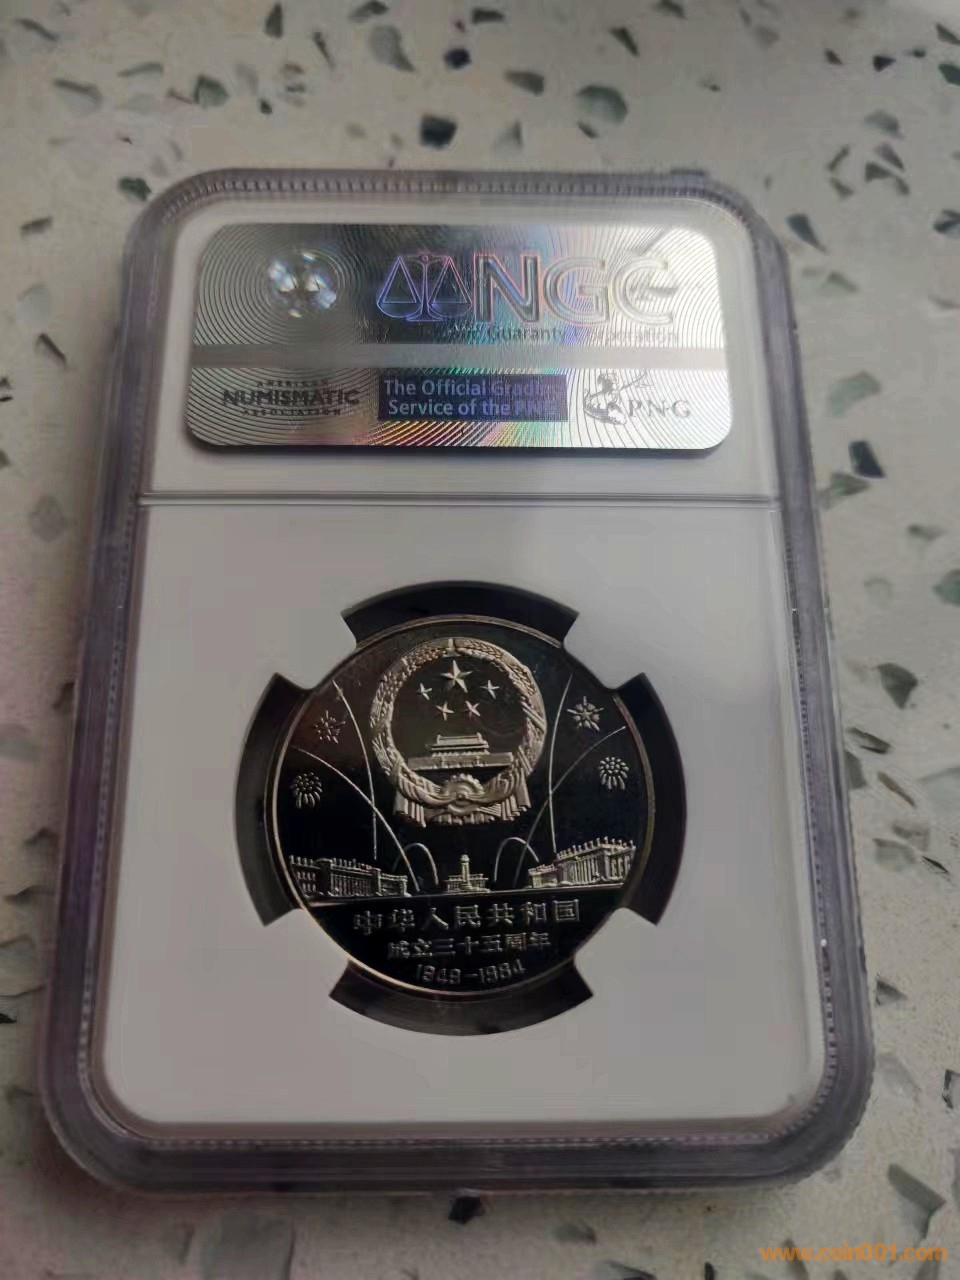 NGC
Guaranty Corporation
AMERICAN
NUMISMATIC
ASSOCIATION
The Official Grading
Service of the PNG
PNG
中华人民共和国
成立三十五周年
1949-1984
www.coin001.com